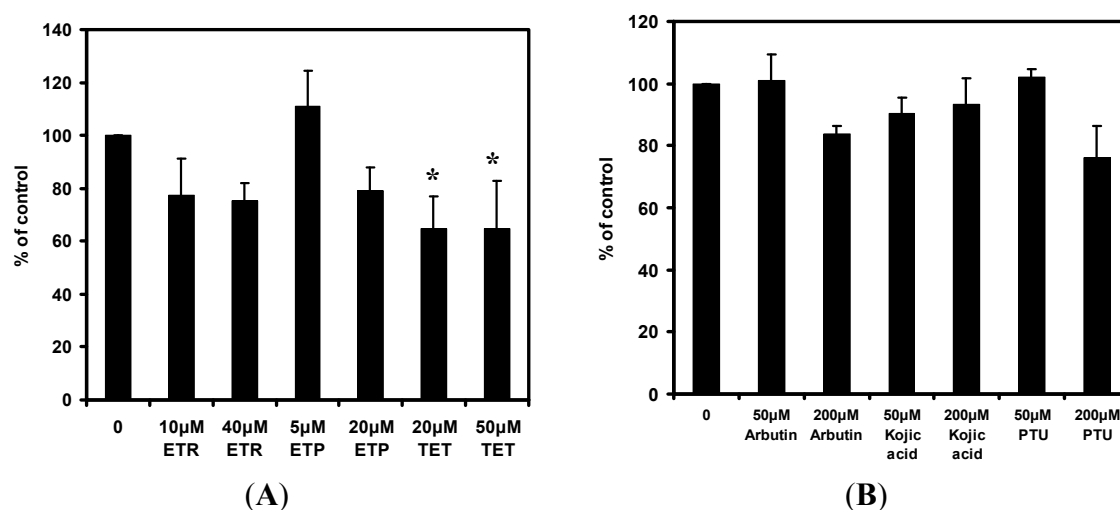 % of control
140
120
100
80
60
40
20
0
*
*
0
10µM
ETR
40µM
ETR
5µM
ETP
20µM
ETP
20µM
TET
50µM
TET
(A)
% of control
120
100
80
60
40
20
0
0
50µM
Arbutin
200µM
Arbutin
50µM
Kojic
acid
200µM
Kojic
acid
50µM
PTU
200µM
PTU
(B)